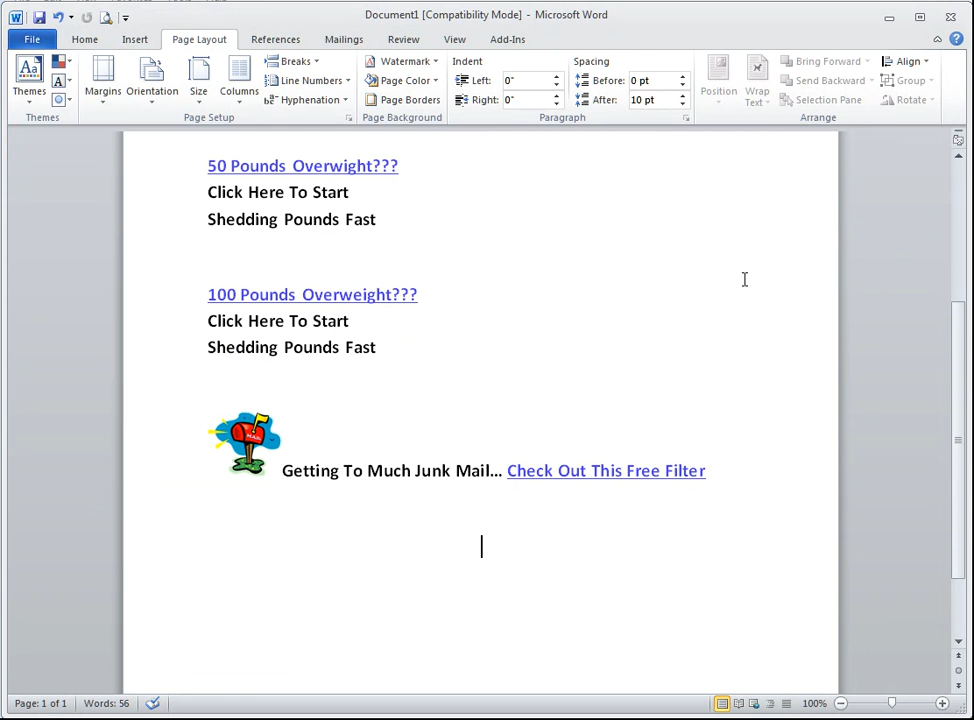 Document1 [Compatibility Mode] - Microsoft Word
File Home Insert Page Layout References Mailings Review View Add-Ins
Themes
Themes
Margins Orientation Size Columns
Breaks
Line Numbers
Hyphenation
Page Setup
Watermark
Page Color
Page Borders
Page Background
Indent Spacing
Left: 0" Before: 0 pt
Right: 0" After: 10 pt
Paragraph
Position Wrap Text
Bring Forward
Send Backward
Selection Pane
Align
Group
Rotate
Arrange
50 Pounds Overwight???
Click Here To Start
Shedding Pounds Fast
100 Pounds Overweight???
Click Here To Start
Shedding Pounds Fast
MAIL
Getting To Much Junk Mail... Check Out This Free Filter
Page: 1 of 1 Words: 56 100%